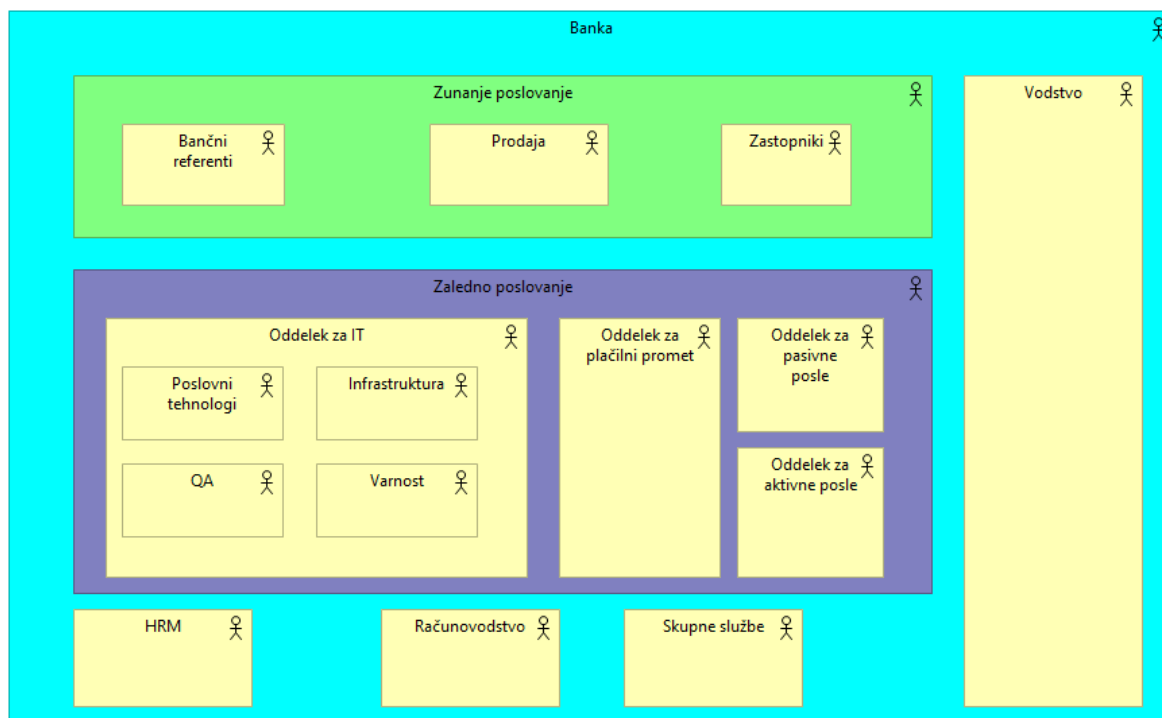 Banka
Zunanje poslovanje
Vodstvo
Bančni
referenti
Prodaja
Zastopniki
Zaledno poslovanje
Oddelek za IT
Poslovni
tehnologi
Infrastruktura
QA
Varnost
Oddelek za
plačilni promet
Oddelek za
pasivne
posle
Oddelek za
aktivne posle
HRM
Računovodstvo
Skupne službe